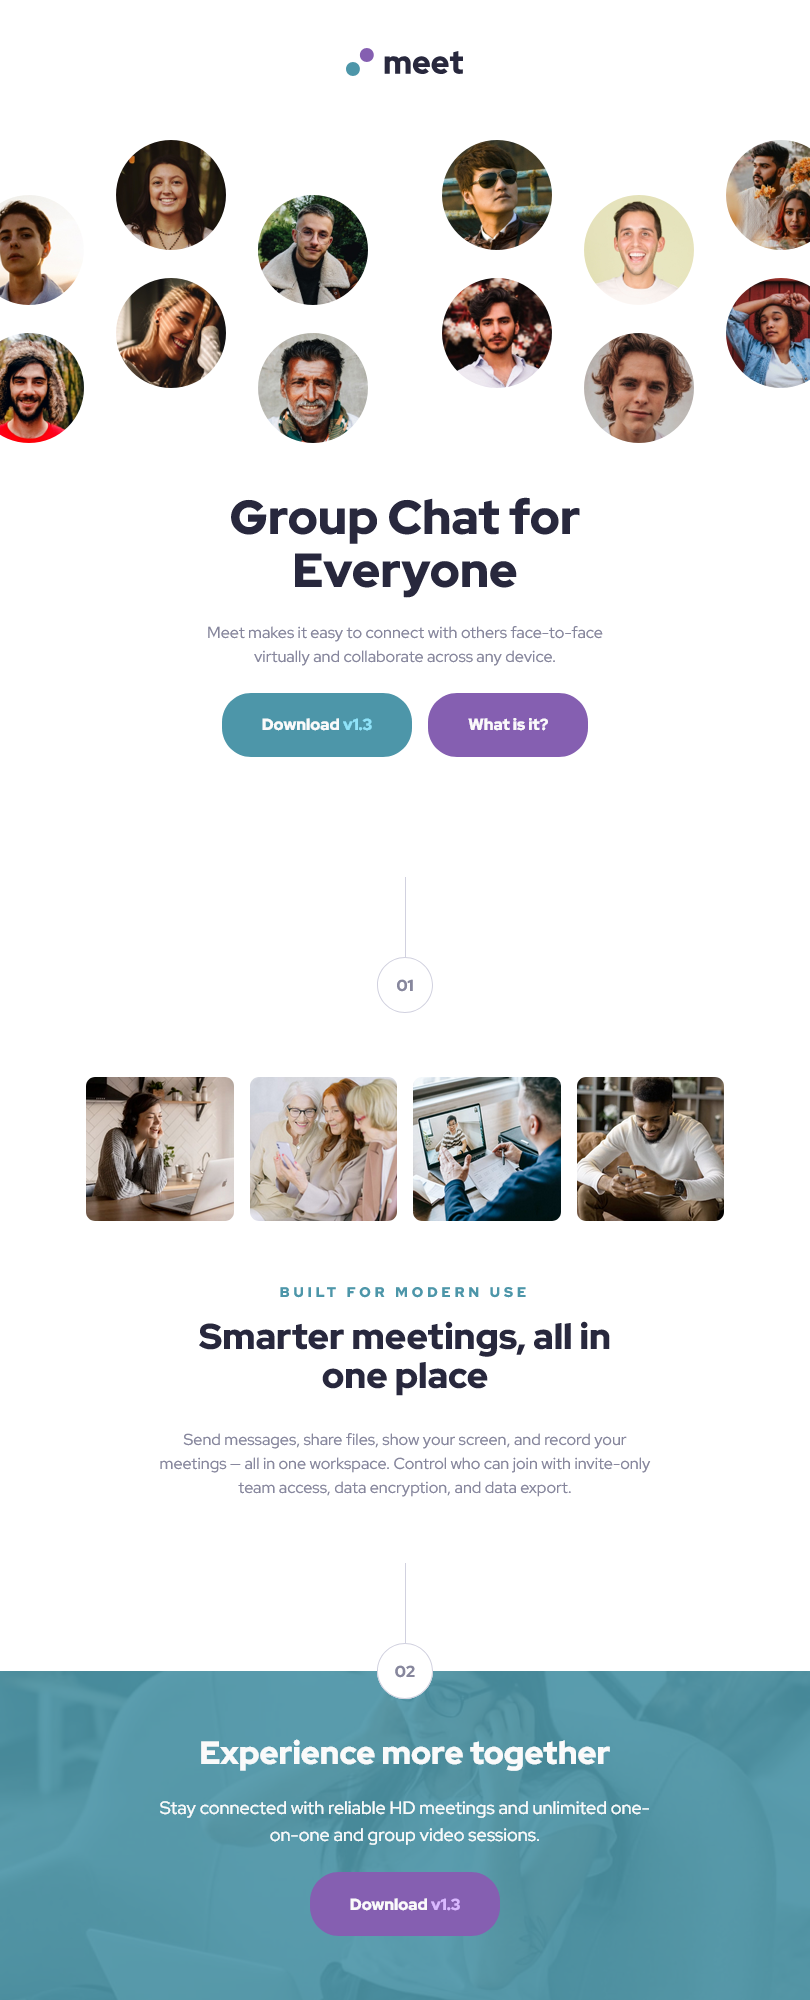 meet
Group Chat for
Everyone
Meet makes it easy to connect with others face-to-face
virtually and collaborate across any device.
Download v1.3
What is it?
01
BUILT FOR MODERN USE
Smarter meetings, all in
one place
Send messages, share files, show your screen, and record your
meetings — all in one workspace. Control who can join with invite-only
team access, data encryption, and data export.
02
Experience more together
Stay connected with reliable HD meetings and unlimited one-
on-one and group video sessions.
Download v1.3